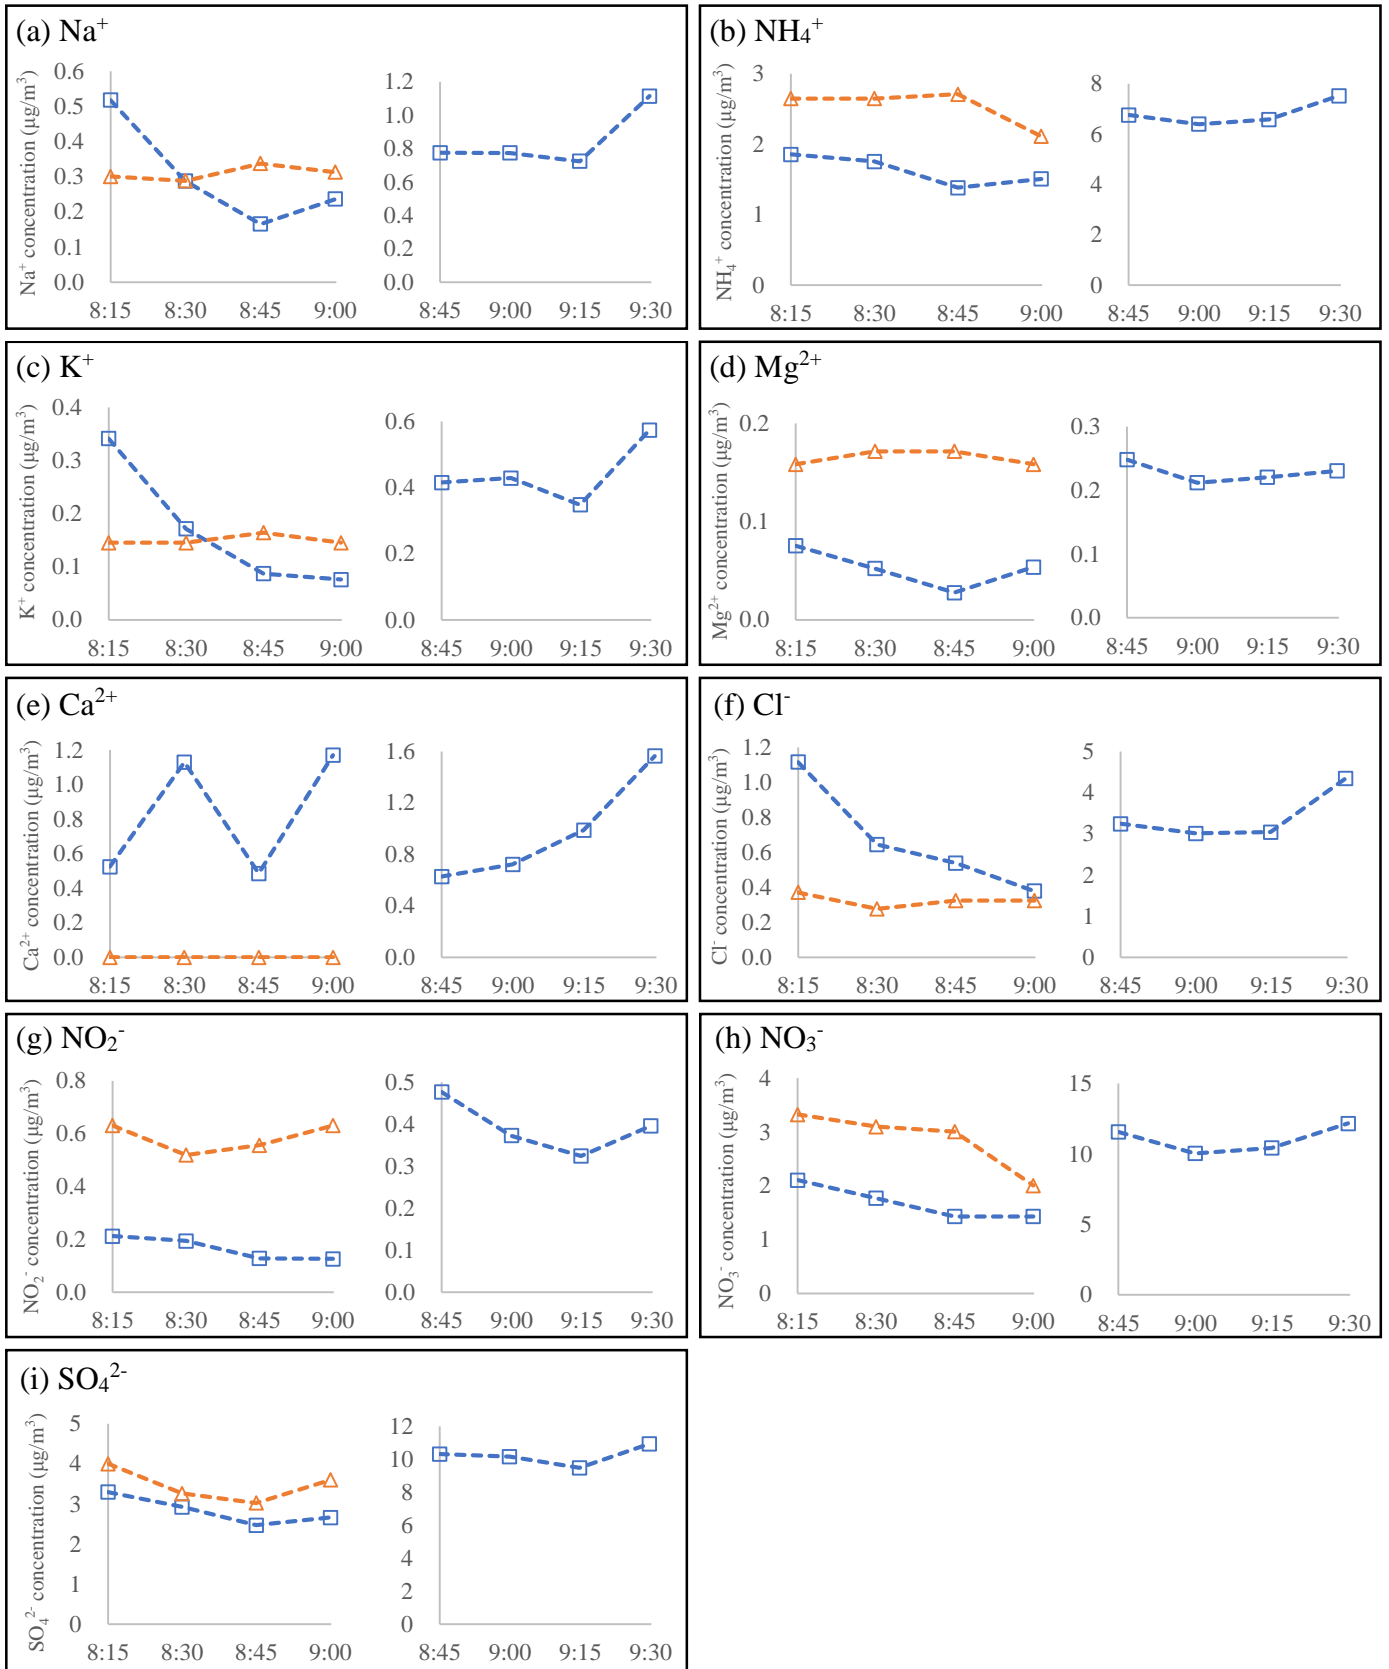 (a) Na⁺
Na⁺ concentration (μg/m³)
0.6
0.5
0.4
0.3
0.2
0.1
0.0
8:15 8:30 8:45 9:00
1.2
1.0
0.8
0.6
0.4
0.2
0.0
8:45 9:00 9:15 9:30
(b) NH₄⁺
NH₄⁺ concentration (μg/m³)
3
2
1
0
8:15 8:30 8:45 9:00
8
6
4
2
0
8:45 9:00 9:15 9:30
(c) K⁺
K⁺ concentration (μg/m³)
0.4
0.3
0.2
0.1
0.0
8:15 8:30 8:45 9:00
0.6
0.4
0.2
0.0
8:45 9:00 9:15 9:30
(d) Mg²⁺
Mg²⁺ concentration (μg/m³)
0.2
0.1
0.0
8:15 8:30 8:45 9:00
0.3
0.2
0.1
0.0
8:45 9:00 9:15 9:30
(e) Ca²⁺
Ca²⁺ concentration (μg/m³)
1.2
1.0
0.8
0.6
0.4
0.2
0.0
8:15 8:30 8:45 9:00
1.6
1.2
0.8
0.4
0.0
8:45 9:00 9:15 9:30
(f) Cl⁻
Cl⁻ concentration (μg/m³)
1.2
1.0
0.8
0.6
0.4
0.2
0.0
8:15 8:30 8:45 9:00
5
4
3
2
1
0
8:45 9:00 9:15 9:30
(g) NO₂⁻
NO₂⁻ concentration (μg/m³)
0.8
0.6
0.4
0.2
0.0
8:15 8:30 8:45 9:00
0.5
0.4
0.3
0.2
0.1
0.0
8:45 9:00 9:15 9:30
(h) NO₃⁻
NO₃⁻ concentration (μg/m³)
4
3
2
1
0
8:15 8:30 8:45 9:00
15
10
5
0
8:45 9:00 9:15 9:30
(i) SO₄²⁻
SO₄²⁻ concentration (μg/m³)
5
4
3
2
1
0
8:15 8:30 8:45 9:00
12
10
8
6
4
2
0
8:45 9:00 9:15 9:30